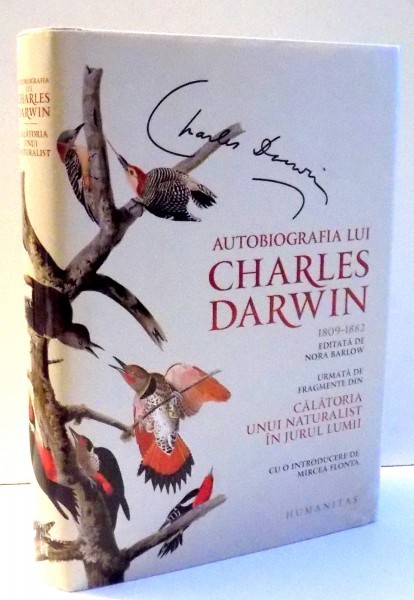 AUTOBIOGRAFIA
LUI
CHARLES
DARWIN
CĂLĂTORIA
UNUI
NATURALIST
Charles Darwin
AUTOBIOGRAFIA LUI
CHARLES
DARWIN
1809-1882
EDITATĂ DE
NORA BARLOW
URMATĂ DE
FRAGMENTE DIN
CĂLĂTORIA
UNUI NATURALIST
ÎN JURUL LUMII
CU O INTRODUCERE DE
MIRCEA FLONTA
HUMANITAS